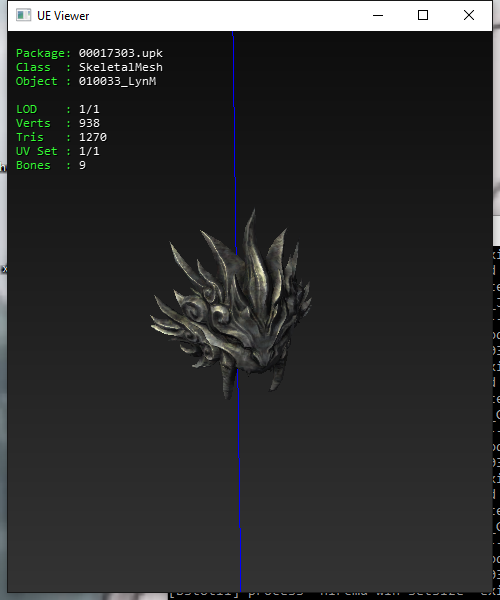 UE Viewer
Package: 00017303.upk
Class : SkeletalMesh
Object : 010033_LynM
LOD : 1/1
Verts : 938
Tris : 1270
UV Set : 1/1
Bones : 9